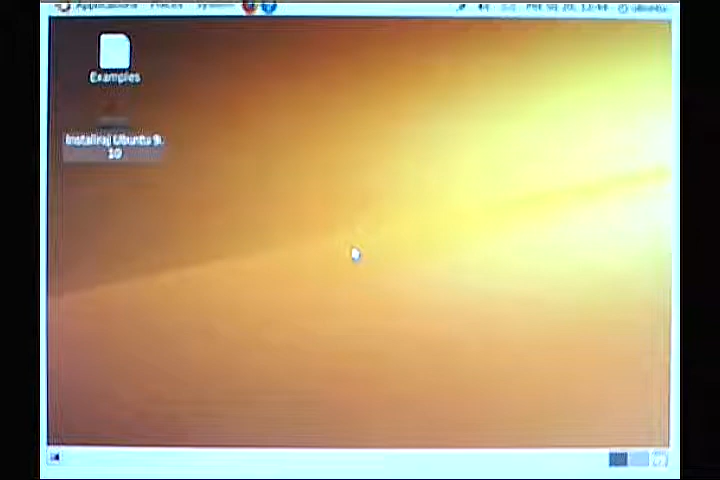 Applications Places System
ubuntu
Examples
Instaliraj Ubuntu 9.
10